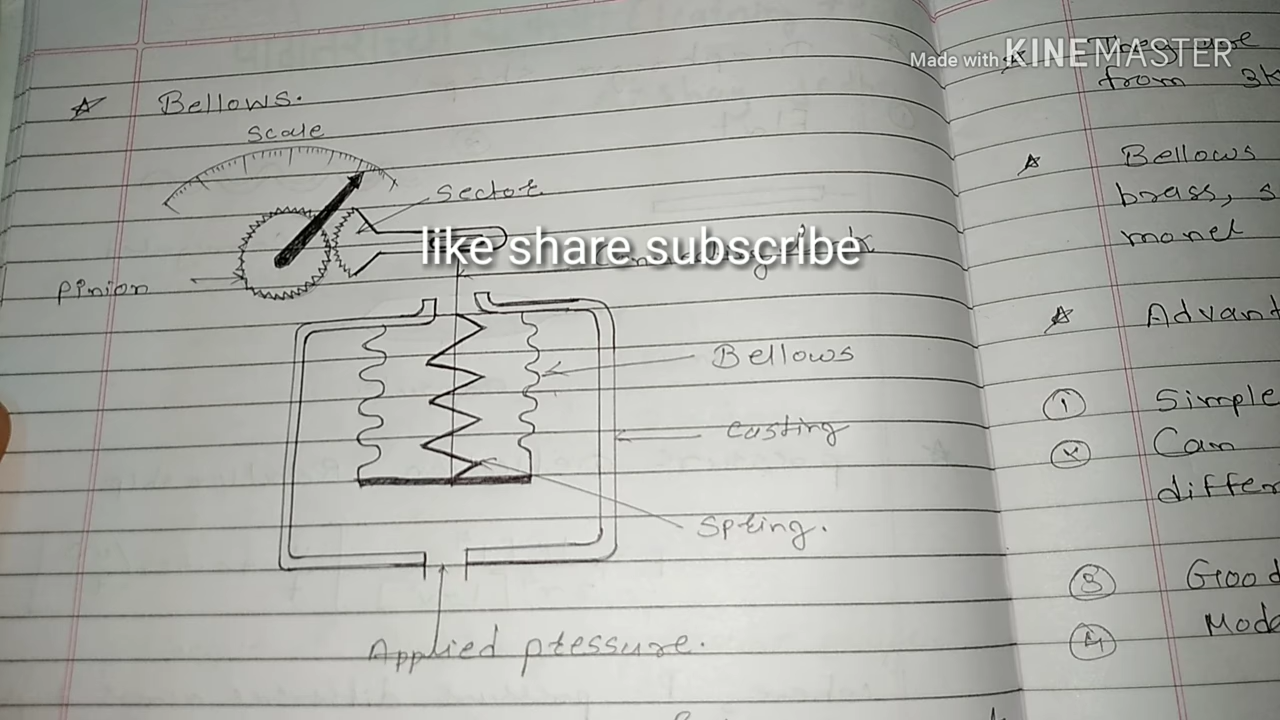 Made with KINEMASTER
☆ Bellows.
Scale
Sector
like share subscribe
Pinion
Bellows
Casting
Spring.
Applied pressure.
from 3k
☆ Bellows
brass, s
monel
☆ Advant
① Simple
② Can
differ
③ Good
④ Mode